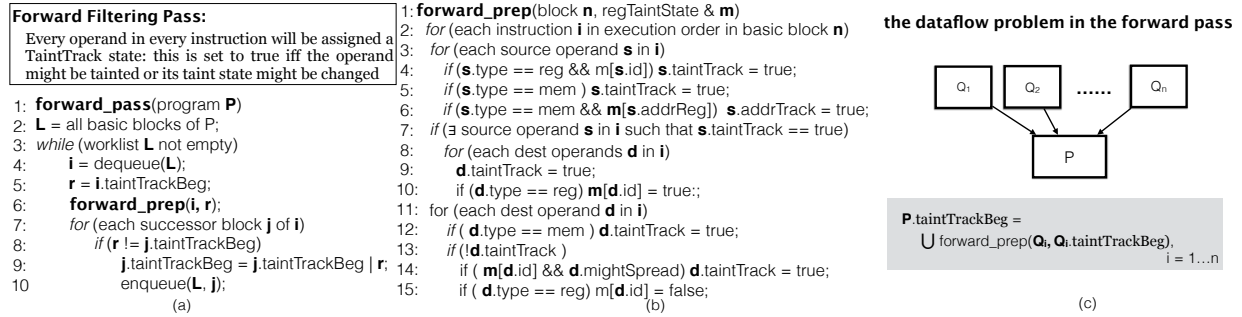 Forward Filtering Pass:
Every operand in every instruction will be assigned a
TaintTrack state: this is set to true iff the operand
might be tainted or its taint state might be changed
1: forward_pass(program P)
2: L = all basic blocks of P;
3: while (worklist L not empty)
4: i = dequeue(L);
5: r = i.taintTrackBeg;
6: forward_prep(i, r);
7: for (each successor block j of i)
8: if (r != j.taintTrackBeg)
9: j.taintTrackBeg = j.taintTrackBeg | r;
10 enqueue(L, j);
(a)
1: forward_prep(block n, regTaintState & m)
2: for (each instruction i in execution order in basic block n)
3: for (each source operand s in i)
4: if (s.type == reg && m[s.id]) s.taintTrack = true;
5: if (s.type == mem ) s.taintTrack = true;
6: if (s.type == mem && m[s.addrReg]) s.addrTrack = true;
7: if (∃ source operand s in i such that s.taintTrack == true)
8: for (each dest operands d in i)
9: d.taintTrack = true;
10: if (d.type == reg) m[d.id] = true:;
11: for (each dest operand d in i)
12: if ( d.type == mem ) d.taintTrack = true;
13: if (!d.taintTrack )
14: if ( m[d.id] && d.mightSpread) d.taintTrack = true;
15: if ( d.type == reg) m[d.id] = false;
(b)
the dataflow problem in the forward pass
Q1 Q2 ...... Qn
P
P.taintTrackBeg =
∪ forward_prep(Qi, Qi.taintTrackBeg),
i = 1...n
(c)